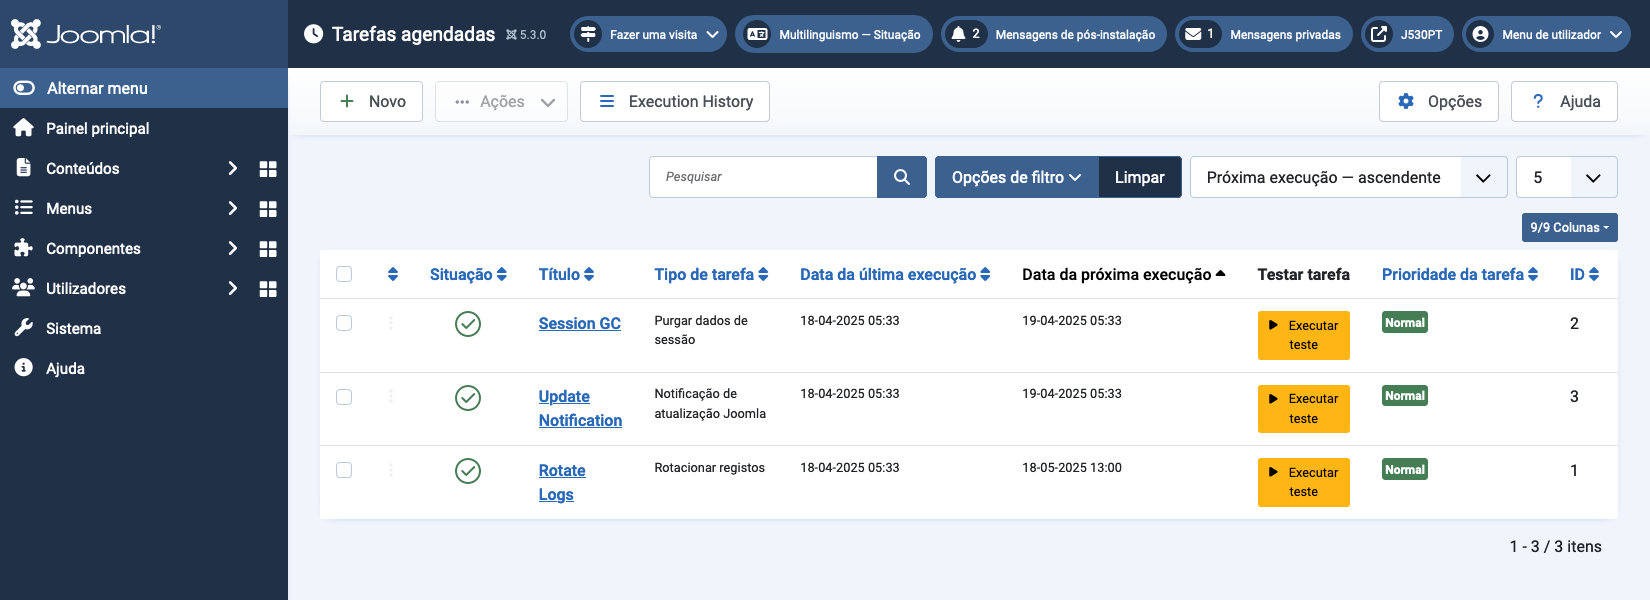 Joomla!®
Tarefas agendadas
5.3.0
Fazer uma visita
Multilinguismo — Situação
2 Mensagens de pós-instalação
1 Mensagens privadas
J530PT
Menu de utilizador
Alternar menu
Painel principal
Conteúdos
Menus
Componentes
Utilizadores
Sistema
Ajuda
Novo
Ações
Execution History
Opções
Ajuda
Pesquisar
Opções de filtro
Limpar
Próxima execução — ascendente
5
9/9 Colunas
Situação Título Tipo de tarefa Data da última execução Data da próxima execução Testar tarefa Prioridade da tarefa ID
Session GC
Purgar dados de
sessão
18-04-2025 05:33
19-04-2025 05:33
Executar
teste
Normal
2
Update
Notification
Notificação de
atualização Joomla
18-04-2025 05:33
19-04-2025 05:33
Executar
teste
Normal
3
Rotate
Logs
Rotacionar registos
18-04-2025 05:33
18-05-2025 13:00
Executar
teste
Normal
1
1 - 3 / 3 itens